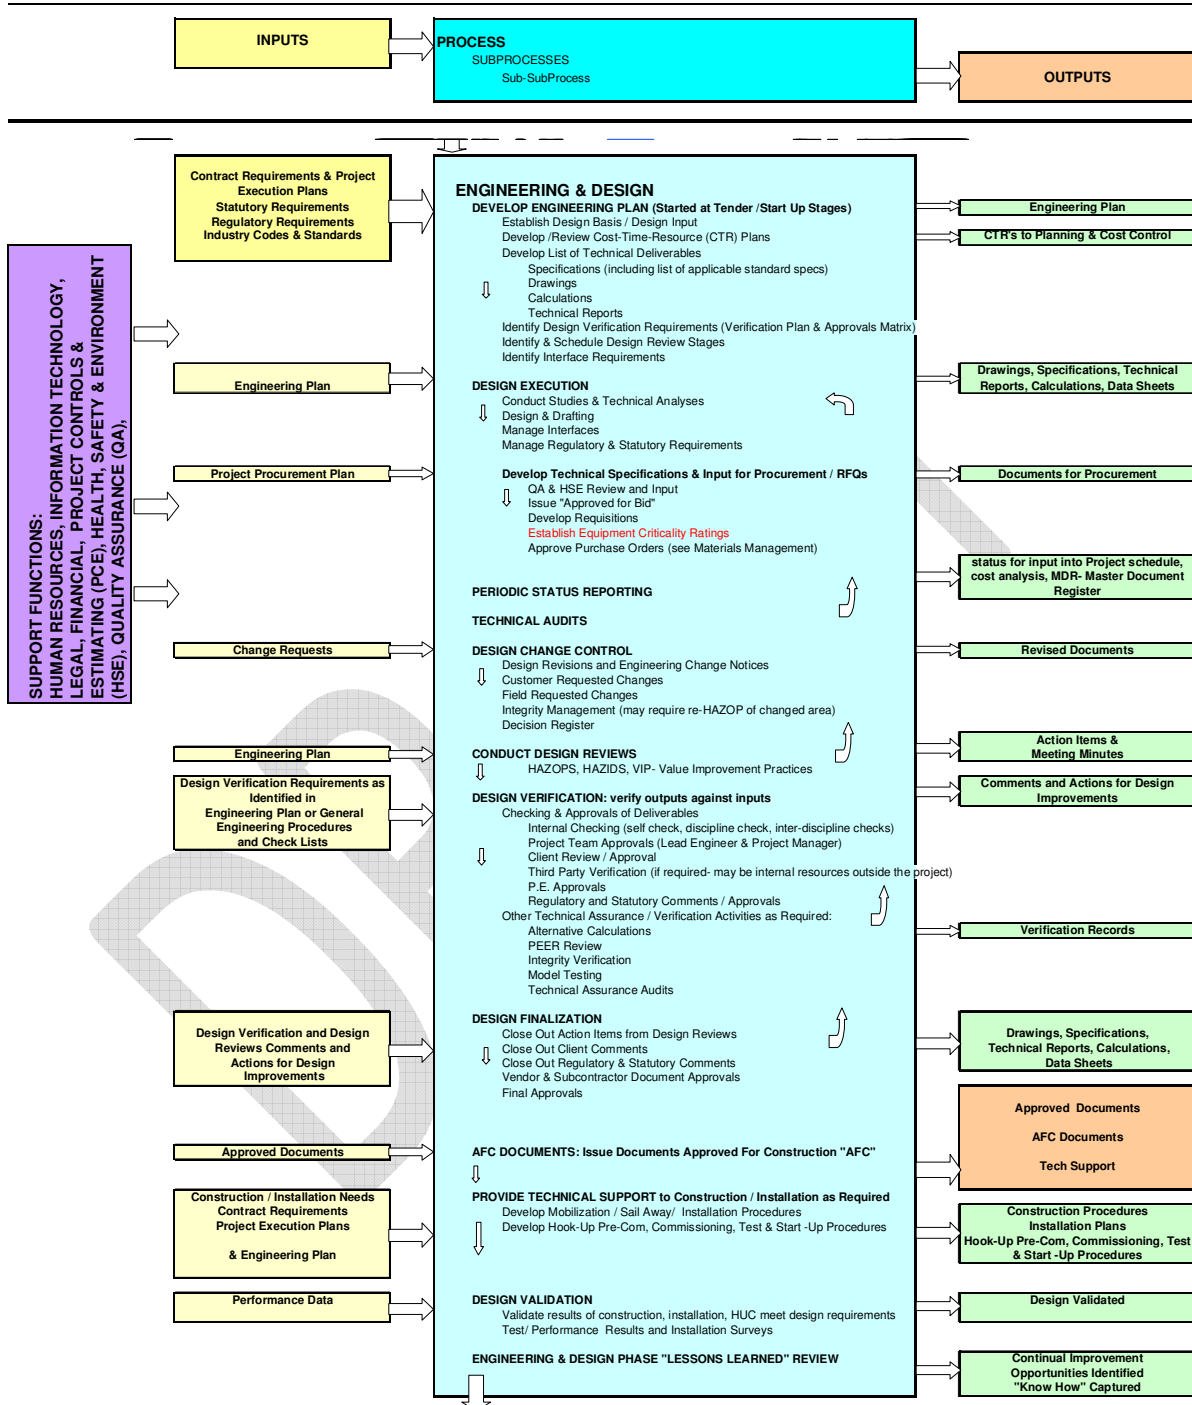 INPUTS
PROCESS
SUBPROCESSES
Sub-SubProcess
OUTPUTS
Contract Requirements & Project
Execution Plans
Statutory Requirements
Regulatory Requirements
Industry Codes & Standards
SUPPORT FUNCTIONS:
HUMAN RESOURCES, INFORMATION TECHNOLOGY,
LEGAL, FINANCIAL, PROJECT CONTROLS &
ESTIMATING (PCE), HEALTH, SAFETY & ENVIRONMENT
(HSE), QUALITY ASSURANCE (QA),
ENGINEERING & DESIGN
DEVELOP ENGINEERING PLAN (Started at Tender /Start Up Stages)
Establish Design Basis / Design Input
Develop /Review Cost-Time-Resource (CTR) Plans
Develop List of Technical Deliverables
Specifications (including list of applicable standard specs)
Drawings
Calculations
Technical Reports
Identify Design Verification Requirements (Verification Plan & Approvals Matrix)
Identify & Schedule Design Review Stages
Identify Interface Requirements
Engineering Plan
CTR's to Planning & Cost Control
Engineering Plan
DESIGN EXECUTION
Conduct Studies & Technical Analyses
Design & Drafting
Manage Interfaces
Manage Regulatory & Statutory Requirements
Drawings, Specifications, Technical
Reports, Calculations, Data Sheets
Project Procurement Plan
Develop Technical Specifications & Input for Procurement / RFQs
QA & HSE Review and Input
Issue "Approved for Bid"
Develop Requisitions
Establish Equipment Criticality Ratings
Approve Purchase Orders (see Materials Management)
Documents for Procurement
PERIODIC STATUS REPORTING
status for input into Project schedule,
cost analysis, MDR- Master Document
Register
TECHNICAL AUDITS
Change Requests
DESIGN CHANGE CONTROL
Design Revisions and Engineering Change Notices
Customer Requested Changes
Field Requested Changes
Integrity Management (may require re-HAZOP of changed area)
Decision Register
Revised Documents
Engineering Plan
CONDUCT DESIGN REVIEWS
HAZOPS, HAZIDS, VIP- Value Improvement Practices
Action Items &
Meeting Minutes
Design Verification Requirements as
Identified in
Engineering Plan or General
Engineering Procedures
and Check Lists
DESIGN VERIFICATION: verify outputs against inputs
Checking & Approvals of Deliverables
Internal Checking (self check, discipline check, inter-discipline checks)
Project Team Approvals (Lead Engineer & Project Manager)
Client Review / Approval
Third Party Verification (if required- may be internal resources outside the project)
P.E. Approvals
Regulatory and Statutory Comments / Approvals
Other Technical Assurance / Verification Activities as Required:
Alternative Calculations
PEER Review
Integrity Verification
Model Testing
Technical Assurance Audits
Comments and Actions for Design
Improvements
Verification Records
Design Verification and Design
Reviews Comments and
Actions for Design
Improvements
DESIGN FINALIZATION
Close Out Action Items from Design Reviews
Close Out Client Comments
Close Out Regulatory & Statutory Comments
Vendor & Subcontractor Document Approvals
Final Approvals
Drawings, Specifications,
Technical Reports, Calculations,
Data Sheets
Approved Documents
AFC DOCUMENTS: Issue Documents Approved For Construction "AFC"
Approved Documents
AFC Documents
Tech Support
Construction / Installation Needs
Contract Requirements
Project Execution Plans
& Engineering Plan
PROVIDE TECHNICAL SUPPORT to Construction / Installation as Required
Develop Mobilization / Sail Away/ Installation Procedures
Develop Hook-Up Pre-Com, Commissioning, Test & Start -Up Procedures
Construction Procedures
Installation Plans
Hook-Up Pre-Com, Commissioning, Test
& Start -Up Procedures
Performance Data
DESIGN VALIDATION
Validate results of construction, installation, HUC meet design requirements
Test/ Performance Results and Installation Surveys
Design Validated
ENGINEERING & DESIGN PHASE "LESSONS LEARNED" REVIEW
Continual Improvement
Opportunities Identified
"Know How" Captured